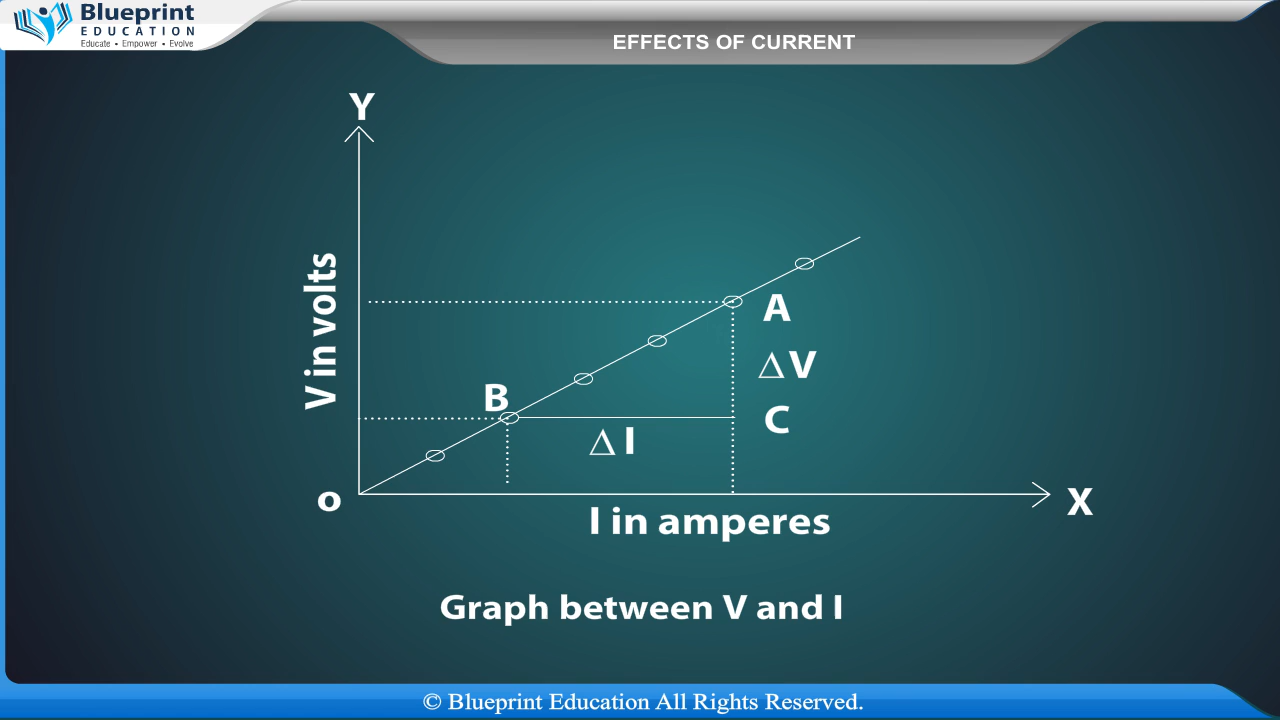 Blueprint
EDUCATION
Educate • Empower • Evolve
EFFECTS OF CURRENT
Y
V in volts
A
Δ V
B
C
Δ I
o
X
I in amperes
Graph between V and I
© Blueprint Education All Rights Reserved.